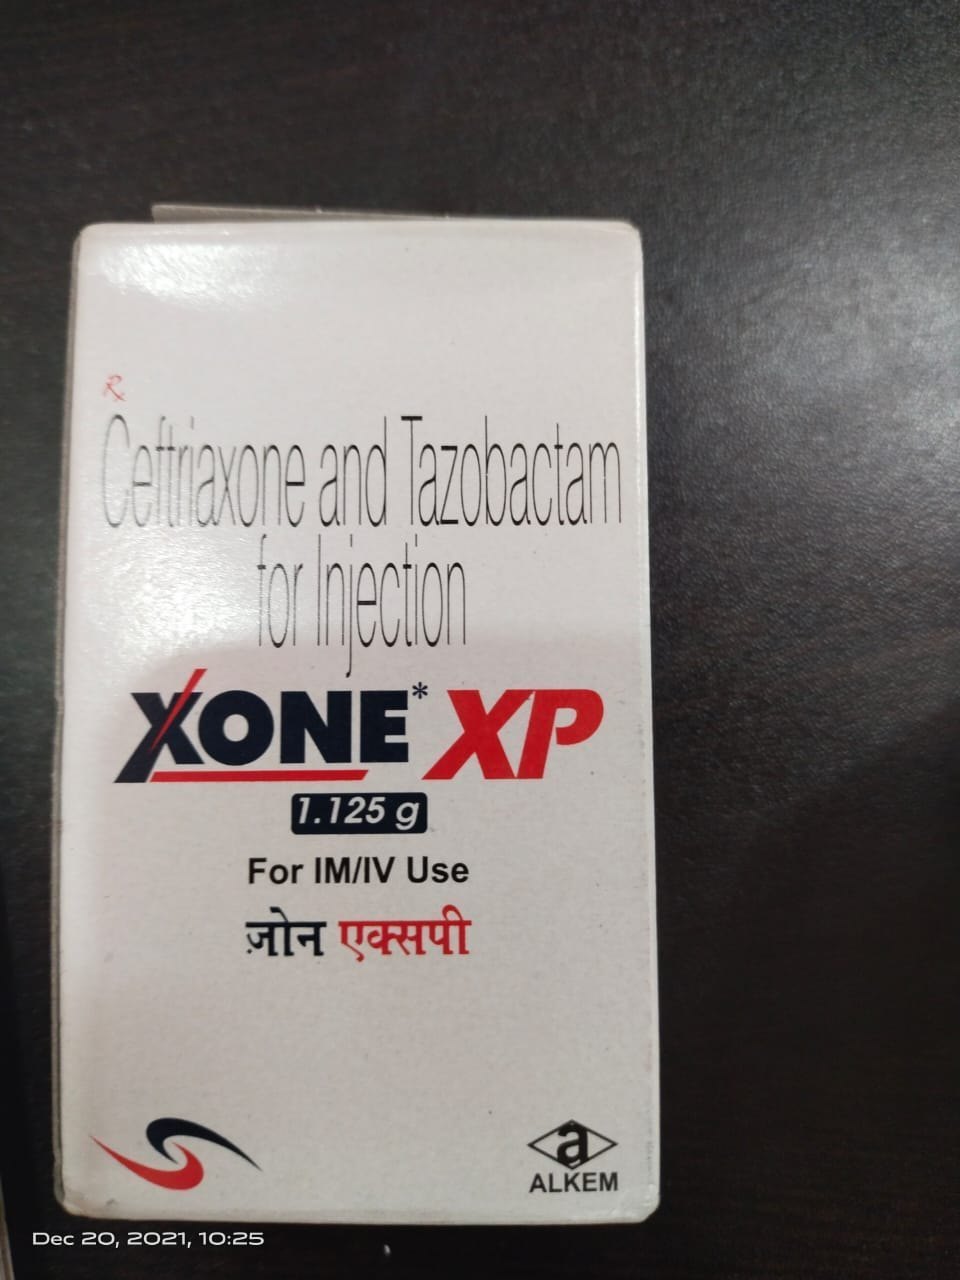 Rx
Ceftriaxone and Tazobactam
for Injection
XONE* XP
1.125 g
For IM/IV Use
ज़ोन एक्सपी
a
ALKEM
Dec 20, 2021, 10:25